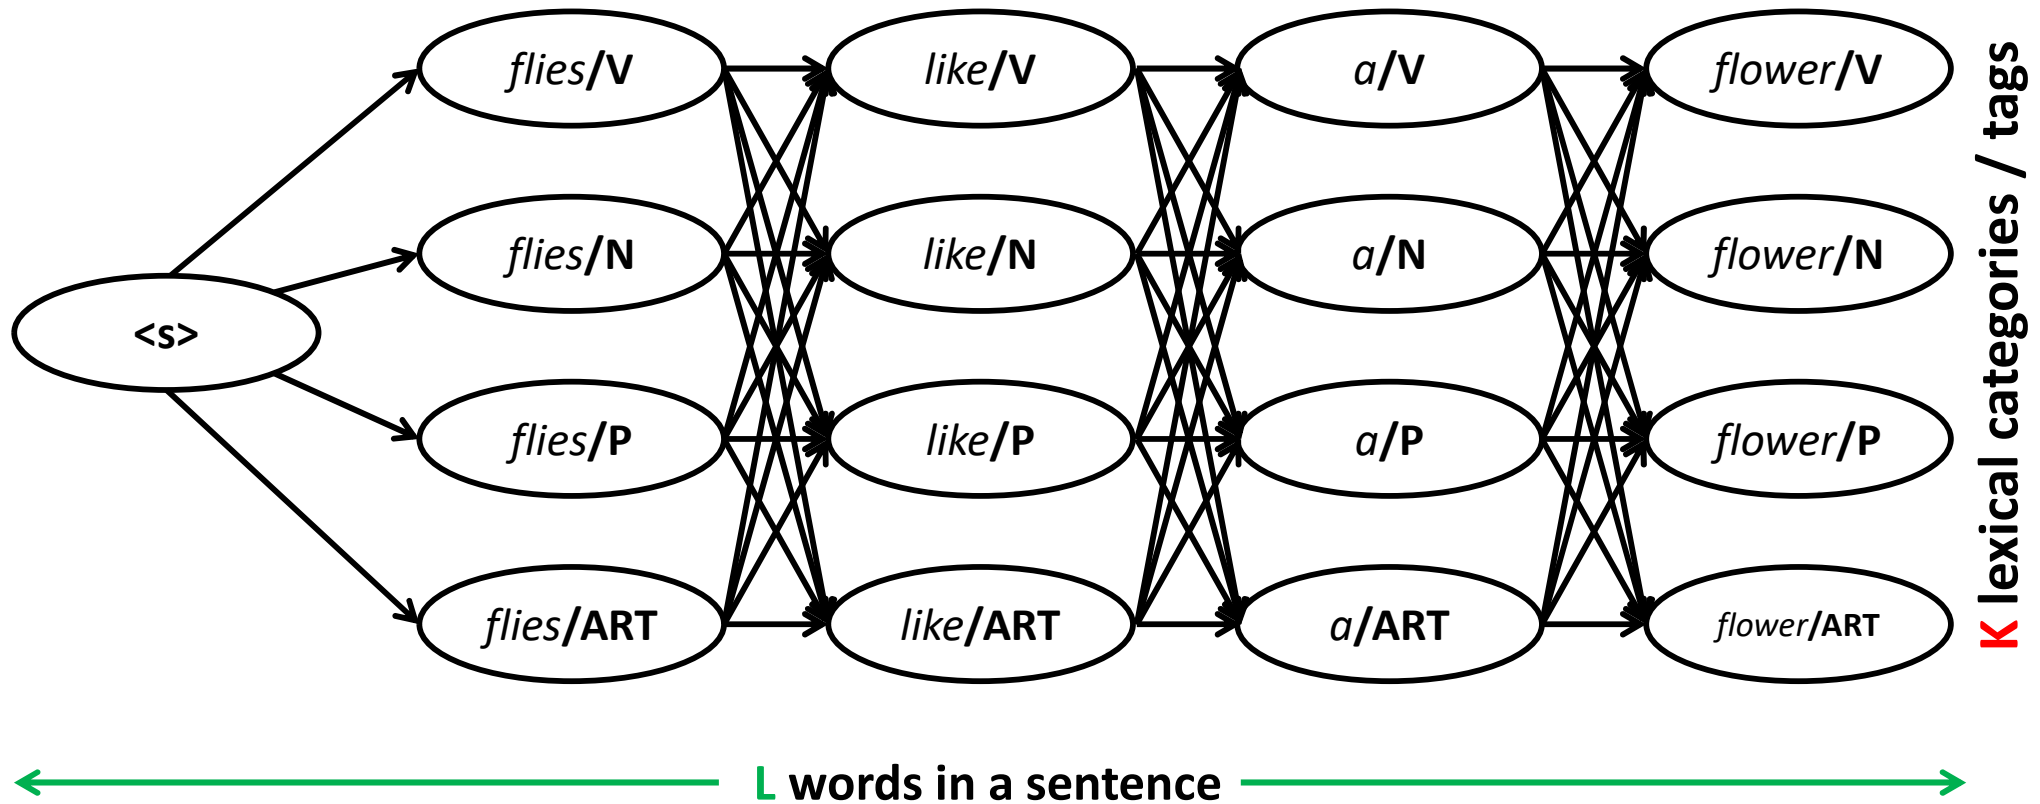 flies/V like/V a/V flower/V
flies/N like/N a/N flower/N
<s>
flies/P like/P a/P flower/P
flies/ART like/ART a/ART flower/ART
K lexical categories / tags
L words in a sentence